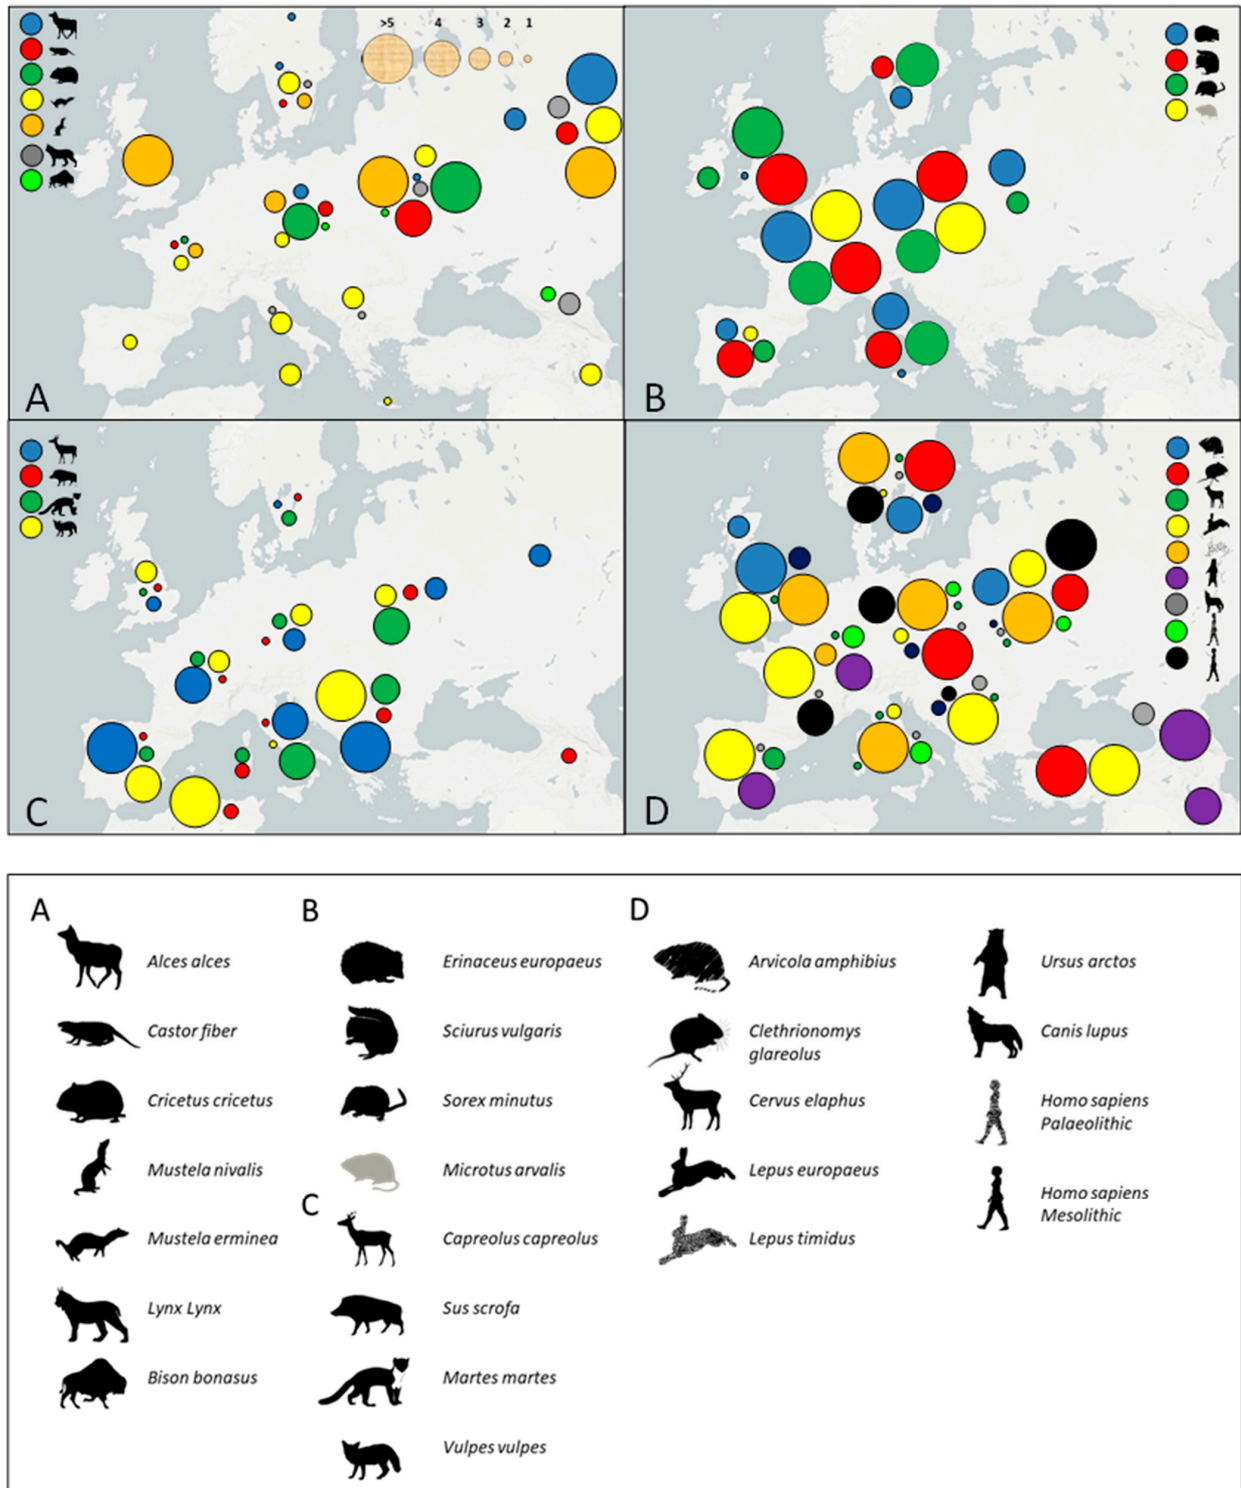 >5 4 3 2 1
A
B
C
D
A
Alces alces
Castor fiber
Cricetus cricetus
Mustela nivalis
Mustela erminea
Lynx Lynx
Bison bonasus
B
Erinaceus europaeus
Sciurus vulgaris
Sorex minutus
Microtus arvalis
C
Capreolus capreolus
Sus scrofa
Martes martes
Vulpes vulpes
D
Arvicola amphibius
Clethrionomys
glareolus
Cervus elaphus
Lepus europaeus
Lepus timidus
Ursus arctos
Canis lupus
Homo sapiens
Palaeolithic
Homo sapiens
Mesolithic